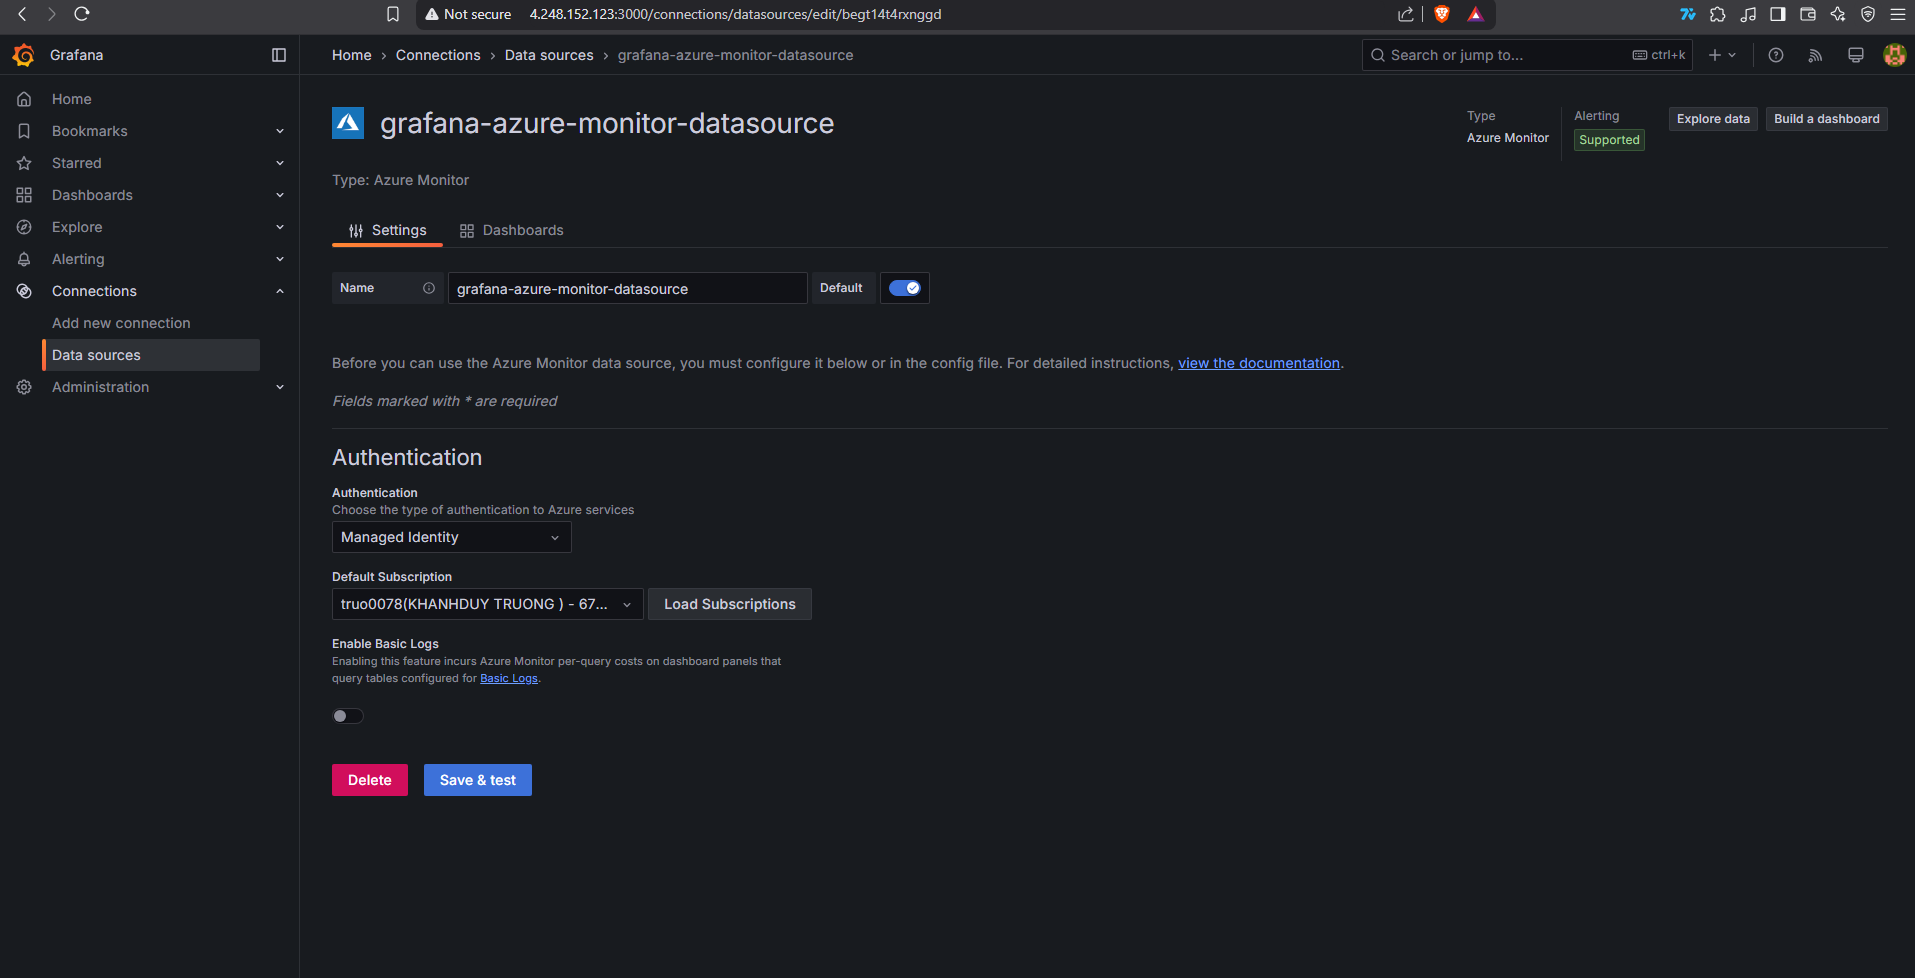 Not secure 4.248.152.123:3000/connections/datasources/edit/begt14t4rxnggd
Grafana
Home › Connections › Data sources › grafana-azure-monitor-datasource
Search or jump to... ctrl+k
Home
Bookmarks
Starred
Dashboards
Explore
Alerting
Connections
Add new connection
Data sources
Administration
grafana-azure-monitor-datasource
Type
Azure Monitor
Alerting
Supported
Explore data
Build a dashboard
Type: Azure Monitor
Settings
Dashboards
Name grafana-azure-monitor-datasource Default
Before you can use the Azure Monitor data source, you must configure it below or in the config file. For detailed instructions, view the documentation.
Fields marked with * are required
Authentication
Authentication
Choose the type of authentication to Azure services
Managed Identity
Default Subscription
truo0078(KHANHDUY TRUONG ) - 67... Load Subscriptions
Enable Basic Logs
Enabling this feature incurs Azure Monitor per-query costs on dashboard panels that
query tables configured for Basic Logs.
Delete Save & test